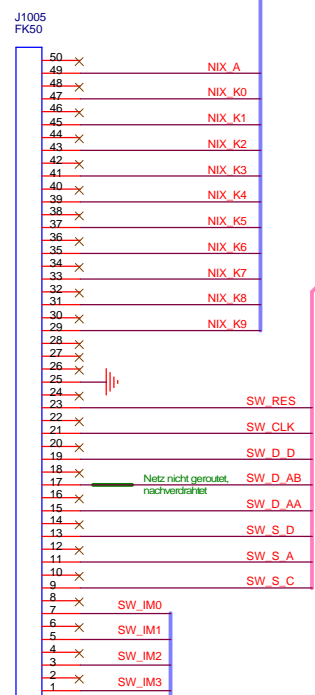 J1005
FK50
50
49 NIX_A
48
47 NIX_K0
46
45 NIX_K1
44
43 NIX_K2
42
41 NIX_K3
40
39 NIX_K4
38
37 NIX_K5
36
35 NIX_K6
34
33 NIX_K7
32
31 NIX_K8
30
29 NIX_K9
28
27
26
25
24
23 SW_RES
22
21 SW_CLK
20
19 SW_D_D
18
17 Netz nicht geroutet, SW_D_AB
nachverdrahtet
16
15 SW_D_AA
14
13 SW_S_D
12
11 SW_S_A
10
9 SW_S_C
8
7 SW_IM0
6
5 SW_IM1
4
3 SW_IM2
2
1 SW_IM3